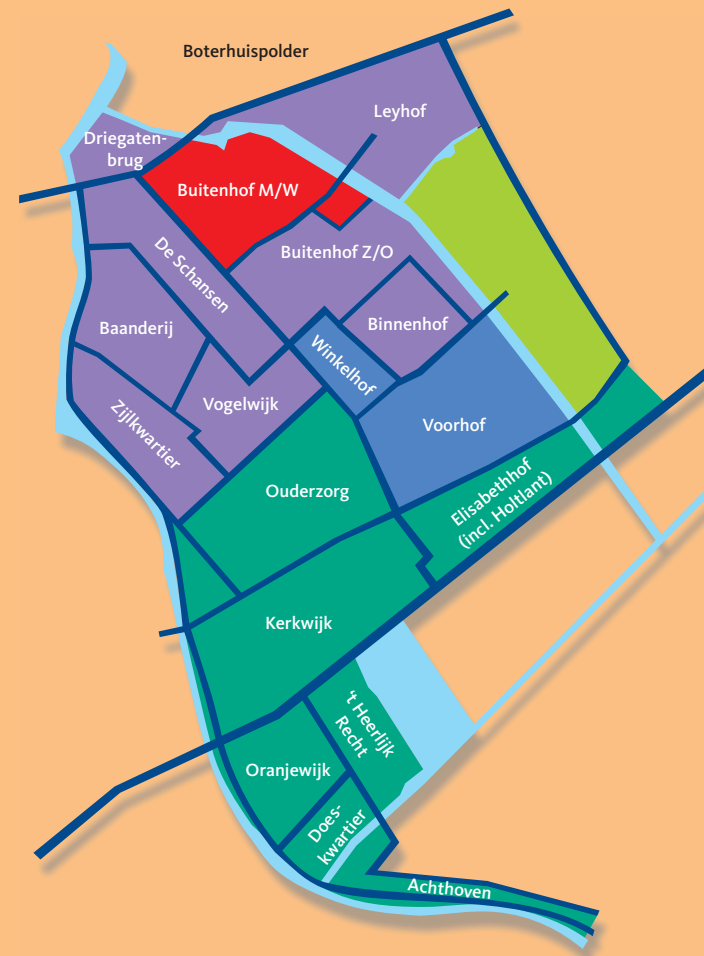 Boterhuispolder
Leyhof
Driegaten-
brug
Buitenhof M/W
De Schansen
Buitenhof Z/O
Baanderij
Binnenhof
Winkelhof
Vogelwijk
Zijlkwartier
Voorhof
Ouderzorg
Elisabethhof
(incl. Holtlant)
Kerkwijk
't Heerlijk
Recht
Oranjewijk
Does-
kwartier
Achthoven